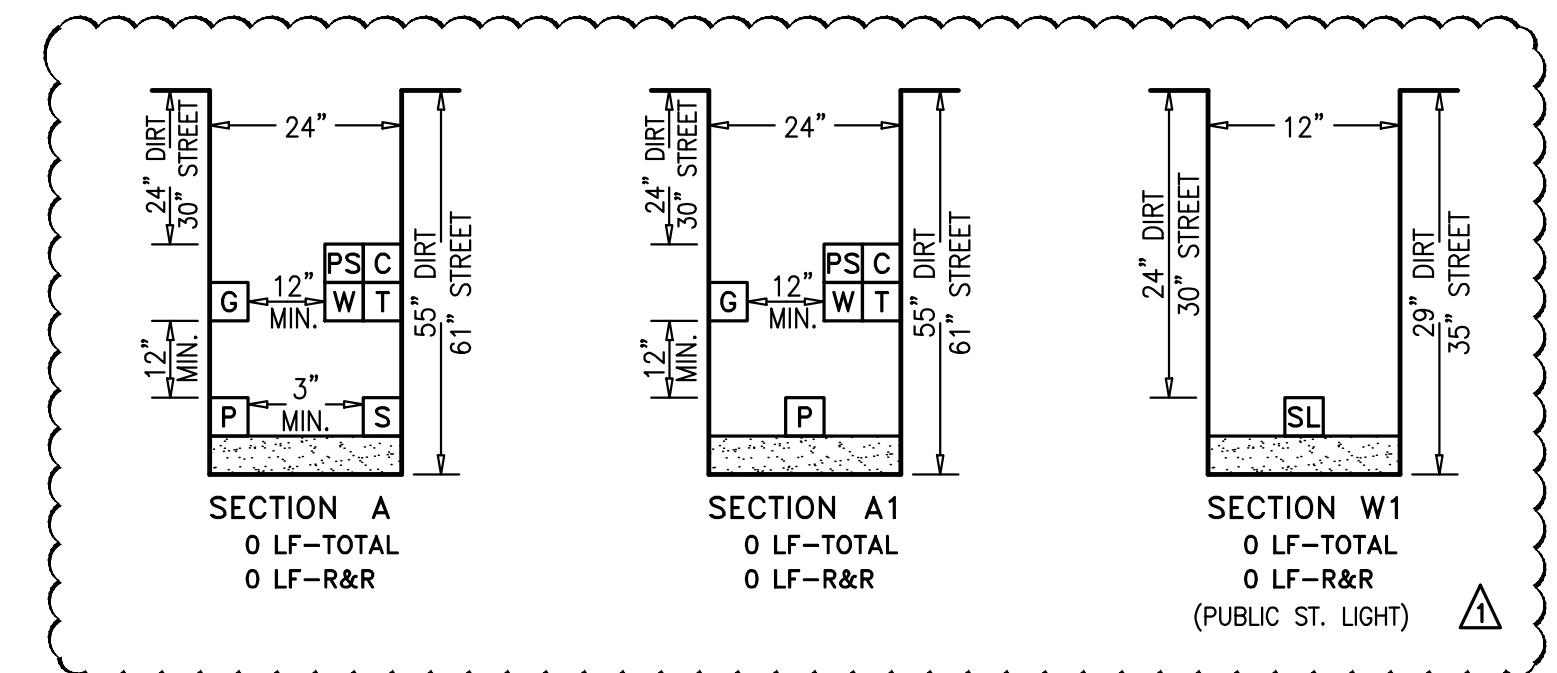 24" DIRT
30" STREET
24"
PS C
G 12" MIN. W T
12" MIN.
3" MIN.
P S
55" DIRT
61" STREET
SECTION A
0 LF-TOTAL
0 LF-R&R
24" DIRT
30" STREET
24"
PS C
G 12" MIN. W T
12" MIN.
P
55" DIRT
61" STREET
SECTION A1
0 LF-TOTAL
0 LF-R&R
12"
24" DIRT
30" STREET
29" DIRT
35" STREET
SL
SECTION W1
0 LF-TOTAL
0 LF-R&R
(PUBLIC ST. LIGHT)
1